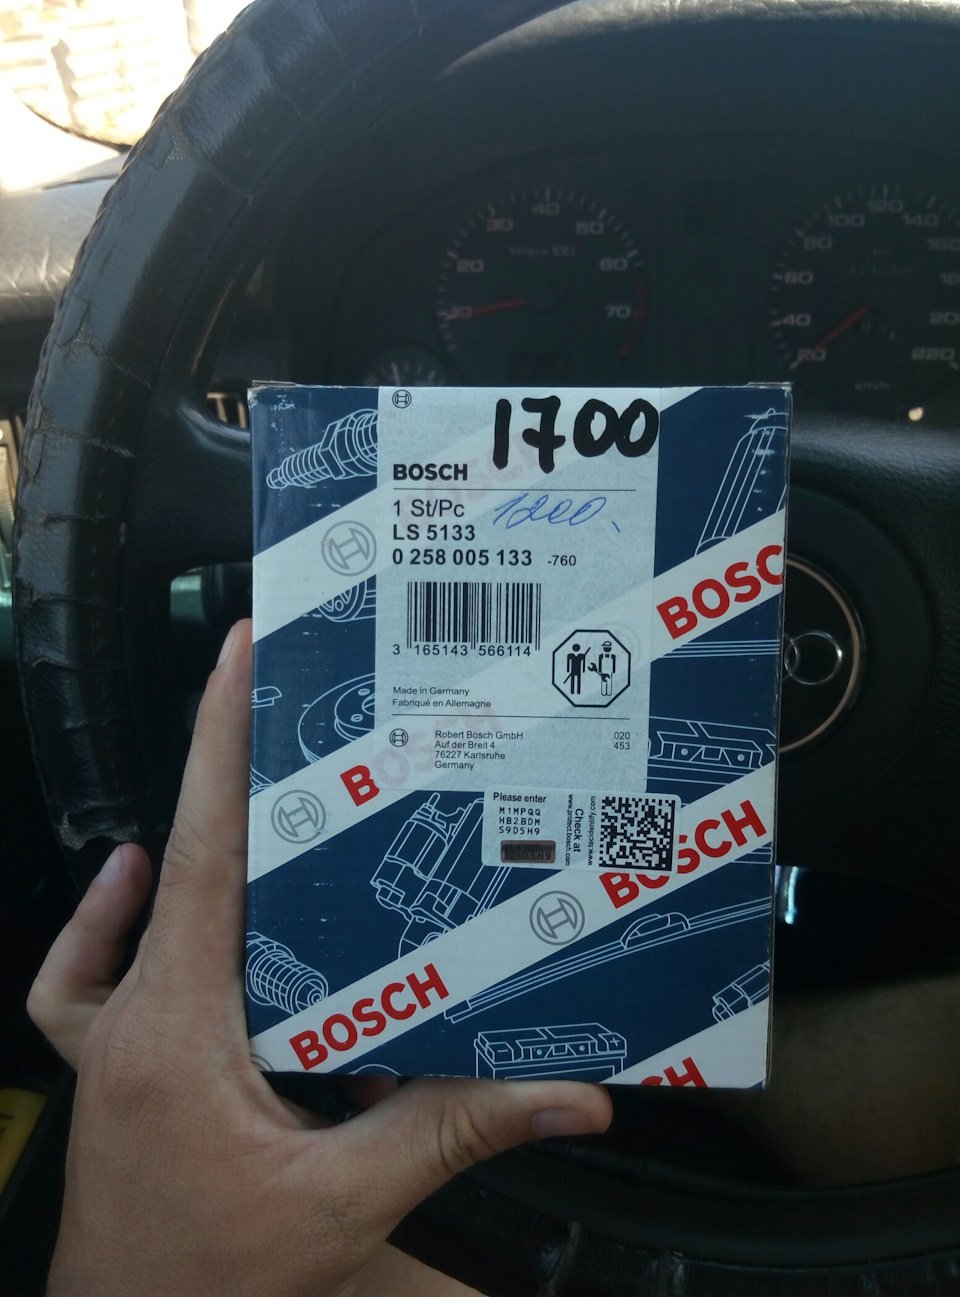 30
40
50
20
60
10
70
100
120
140
80
160
60
40
20
220
km/h
1700
BOSCH
1 St/Pc
1200
LS 5133
0 258 005 133 -760
3 165143 566114
BOSC
Made in Germany
Fabriqué en Allemagne
Robert Bosch GmbH
Auf der Breit 4
76227 Karlsruhe
Germany
020
453
BOSCH
Please enter
M1MPQQ
HB2BDM
S9D5H9
Check at
www.protect.bosch.com
BOSCH
BOSCH
SCH